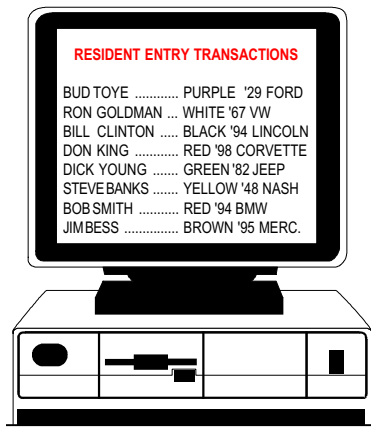 RESIDENT ENTRY TRANSACTIONS
BUD TOYE ............ PURPLE '29 FORD
RON GOLDMAN ... WHITE '67 VW
BILL CLINTON ..... BLACK '94 LINCOLN
DON KING ........... RED '98 CORVETTE
DICK YOUNG ....... GREEN '82 JEEP
STEVE BANKS ....... YELLOW '48 NASH
BOB SMITH ........... RED '94 BMW
JIM BESS ............... BROWN '95 MERC.